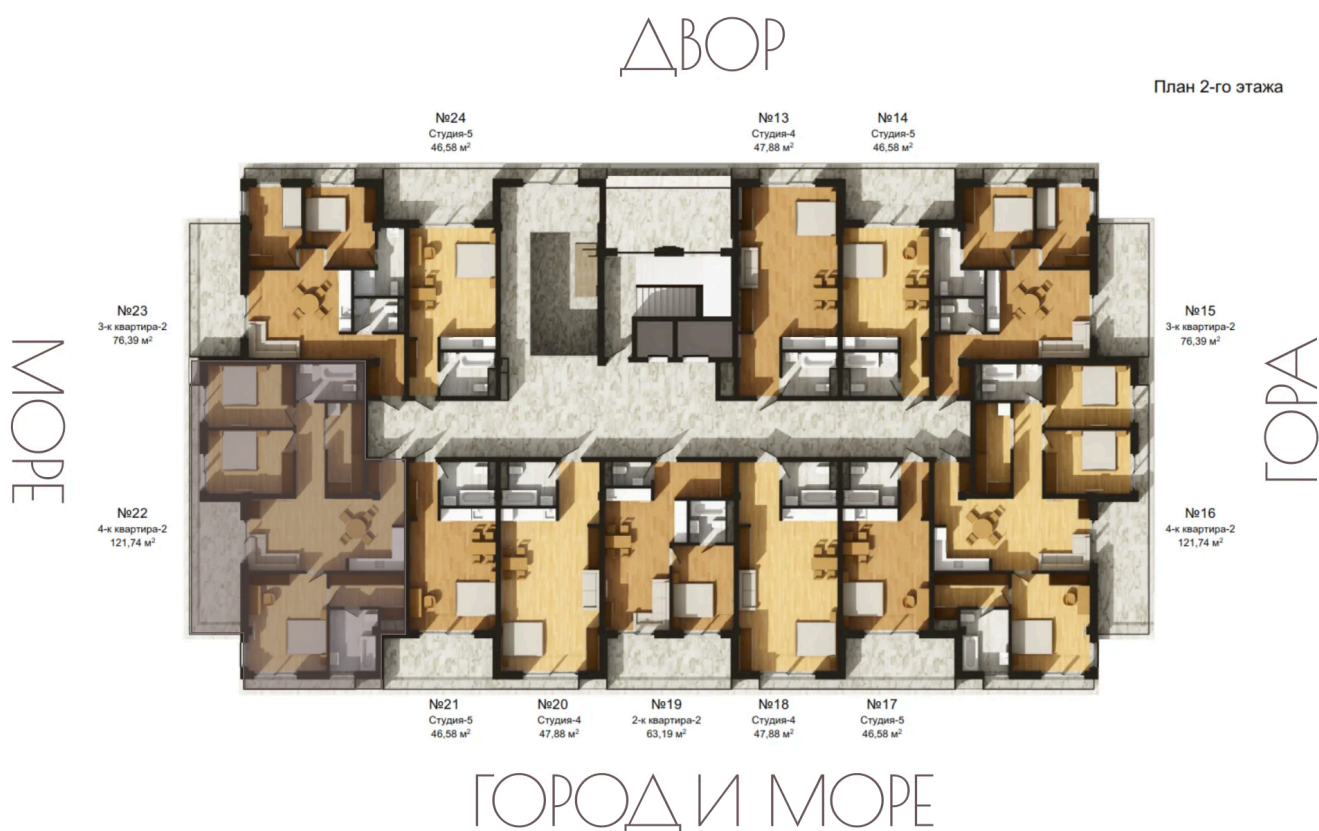 ДВОР
План 2-го этажа
№24
Студия-5
46,58 м²
№13
Студия-4
47,88 м²
№14
Студия-5
46,58 м²
№23
3-к квартира-2
76,39 м²
№15
3-к квартира-2
76,39 м²
МОРЕ
ГОРА
№22
4-к квартира-2
121,74 м²
№16
4-к квартира-2
121,74 м²
№21
Студия-5
46,58 м²
№20
Студия-4
47,88 м²
№19
2-к квартира-2
63,19 м²
№18
Студия-4
47,88 м²
№17
Студия-5
46,58 м²
ГОРОД И МОРЕ